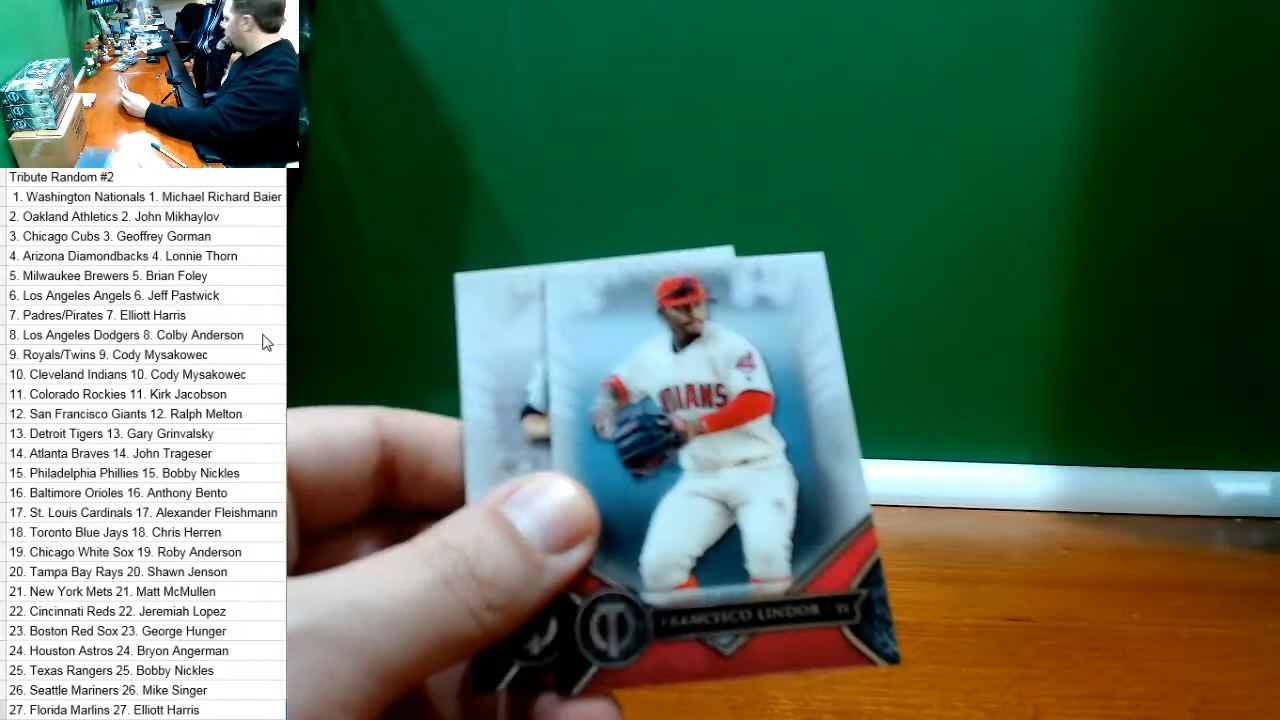 Tribute Random #2
1. Washington Nationals 1. Michael Richard Baier
2. Oakland Athletics 2. John Mikhaylov
3. Chicago Cubs 3. Geoffrey Gorman
4. Arizona Diamondbacks 4. Lonnie Thorn
5. Milwaukee Brewers 5. Brian Foley
6. Los Angeles Angels 6. Jeff Pastwick
7. Padres/Pirates 7. Elliott Harris
8. Los Angeles Dodgers 8. Colby Anderson
9. Royals/Twins 9. Cody Mysakowec
10. Cleveland Indians 10. Cody Mysakowec
11. Colorado Rockies 11. Kirk Jacobson
12. San Francisco Giants 12. Ralph Melton
13. Detroit Tigers 13. Gary Grinvalsky
14. Atlanta Braves 14. John Trageser
15. Philadelphia Phillies 15. Bobby Nickles
16. Baltimore Orioles 16. Anthony Bento
17. St. Louis Cardinals 17. Alexander Fleishmann
18. Toronto Blue Jays 18. Chris Herren
19. Chicago White Sox 19. Roby Anderson
20. Tampa Bay Rays 20. Shawn Jenson
21. New York Mets 21. Matt McMullen
22. Cincinnati Reds 22. Jeremiah Lopez
23. Boston Red Sox 23. George Hunger
24. Houston Astros 24. Bryon Angerman
25. Texas Rangers 25. Bobby Nickles
26. Seattle Mariners 26. Mike Singer
27. Florida Marlins 27. Elliott Harris
NDIANS
FRANCISCO LINDOR